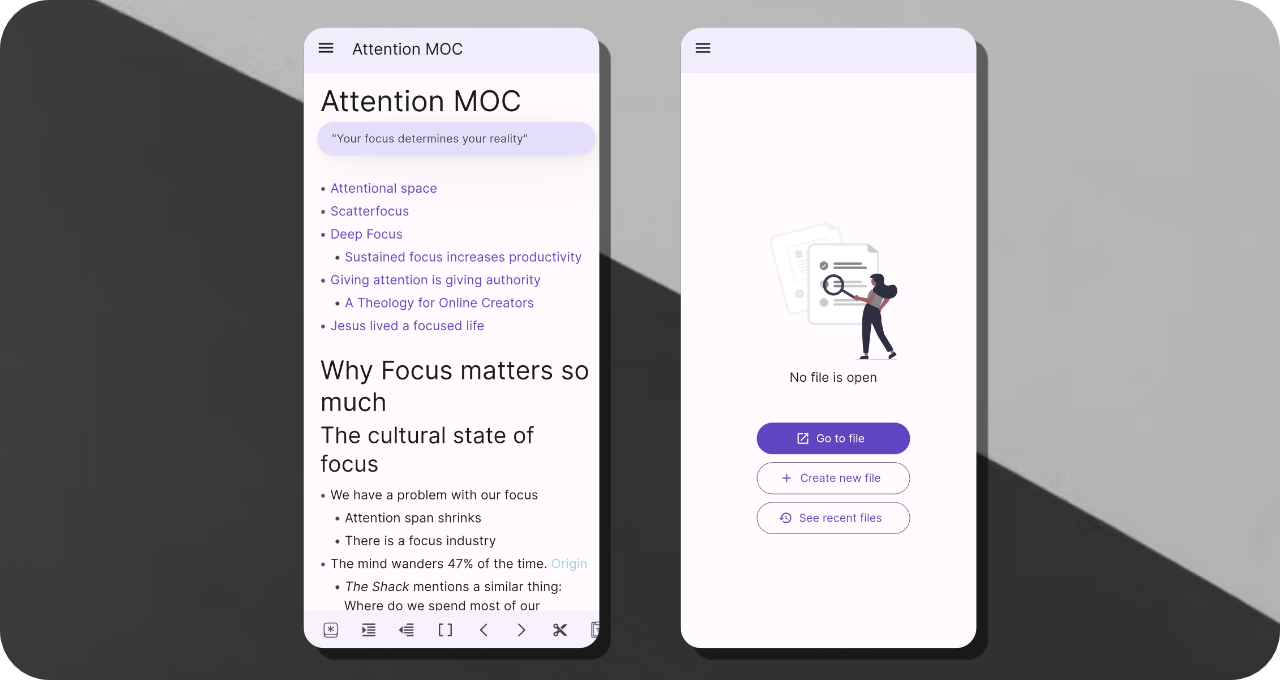 Attention MOC
Attention MOC
"Your focus determines your reality"
• Attentional space
• Scatterfocus
• Deep Focus
• Sustained focus increases productivity
• Giving attention is giving authority
• A Theology for Online Creators
• Jesus lived a focused life
Why Focus matters so
much
The cultural state of
focus
• We have a problem with our focus
• Attention span shrinks
• There is a focus industry
• The mind wanders 47% of the time. Origin
• The Shack mentions a similar thing:
Where do we spend most of our
No file is open
Go to file
Create new file
See recent files